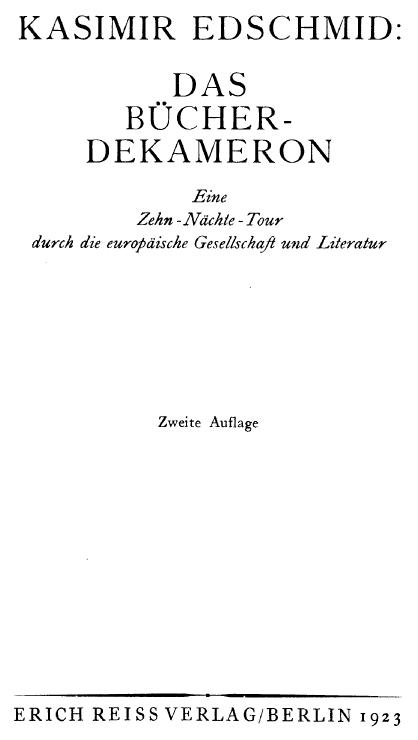 KASIMIR EDSCHMID:
DAS
BÜCHER-
DEKAMERON
Eine
Zehn-Nächte-Tour
durch die europäische Gesellschaft und Literatur
Zweite Auflage
ERICH REISS VERLAG/BERLIN 1923